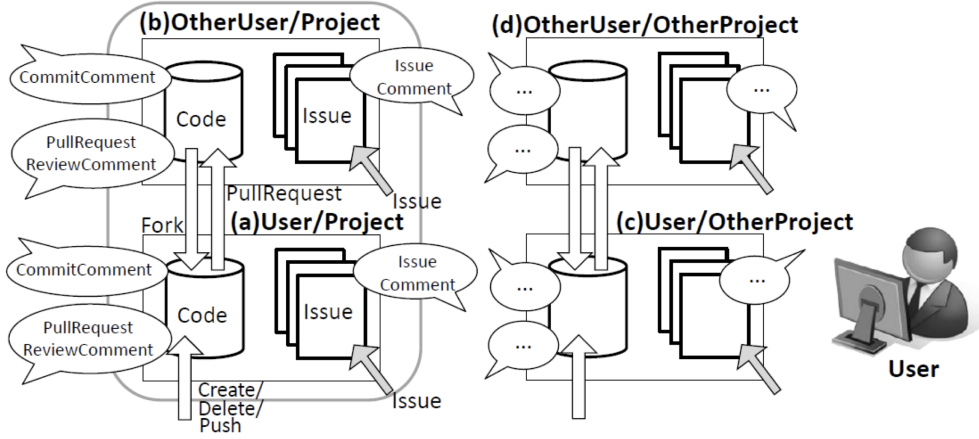 (b)OtherUser/Project
CommitComment
Code
Issue
Issue
Comment
PullRequest
ReviewComment
PullRequest
Issue
Fork
(a)User/Project
CommitComment
Code
Issue
Issue
Comment
PullRequest
ReviewComment
Create/
Delete/
Push
Issue
(d)OtherUser/OtherProject
...
...
...
(c)User/OtherProject
...
...
...
User